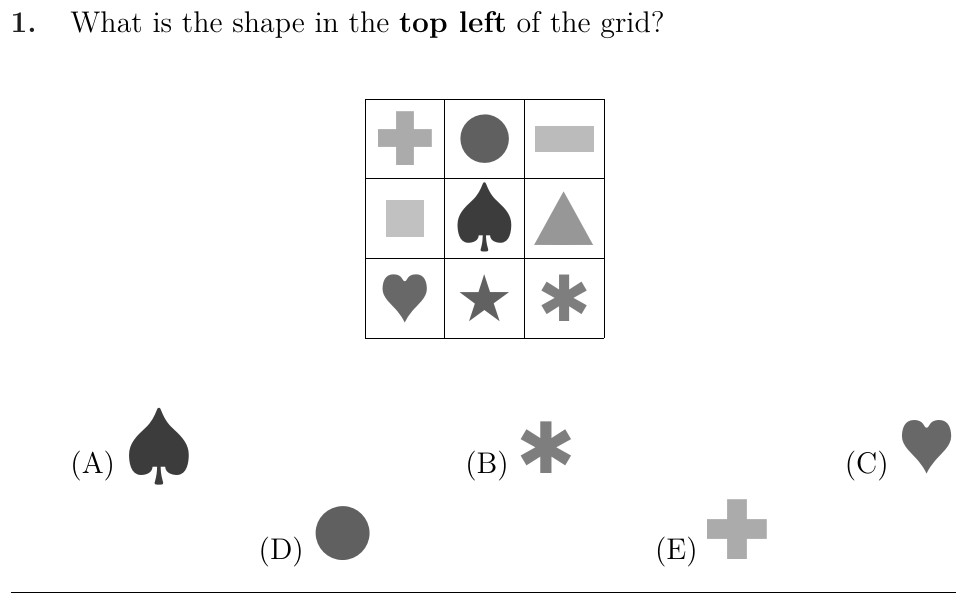 1. What is the shape in the top left of the grid?
(A) (B) (C)
(D) (E)